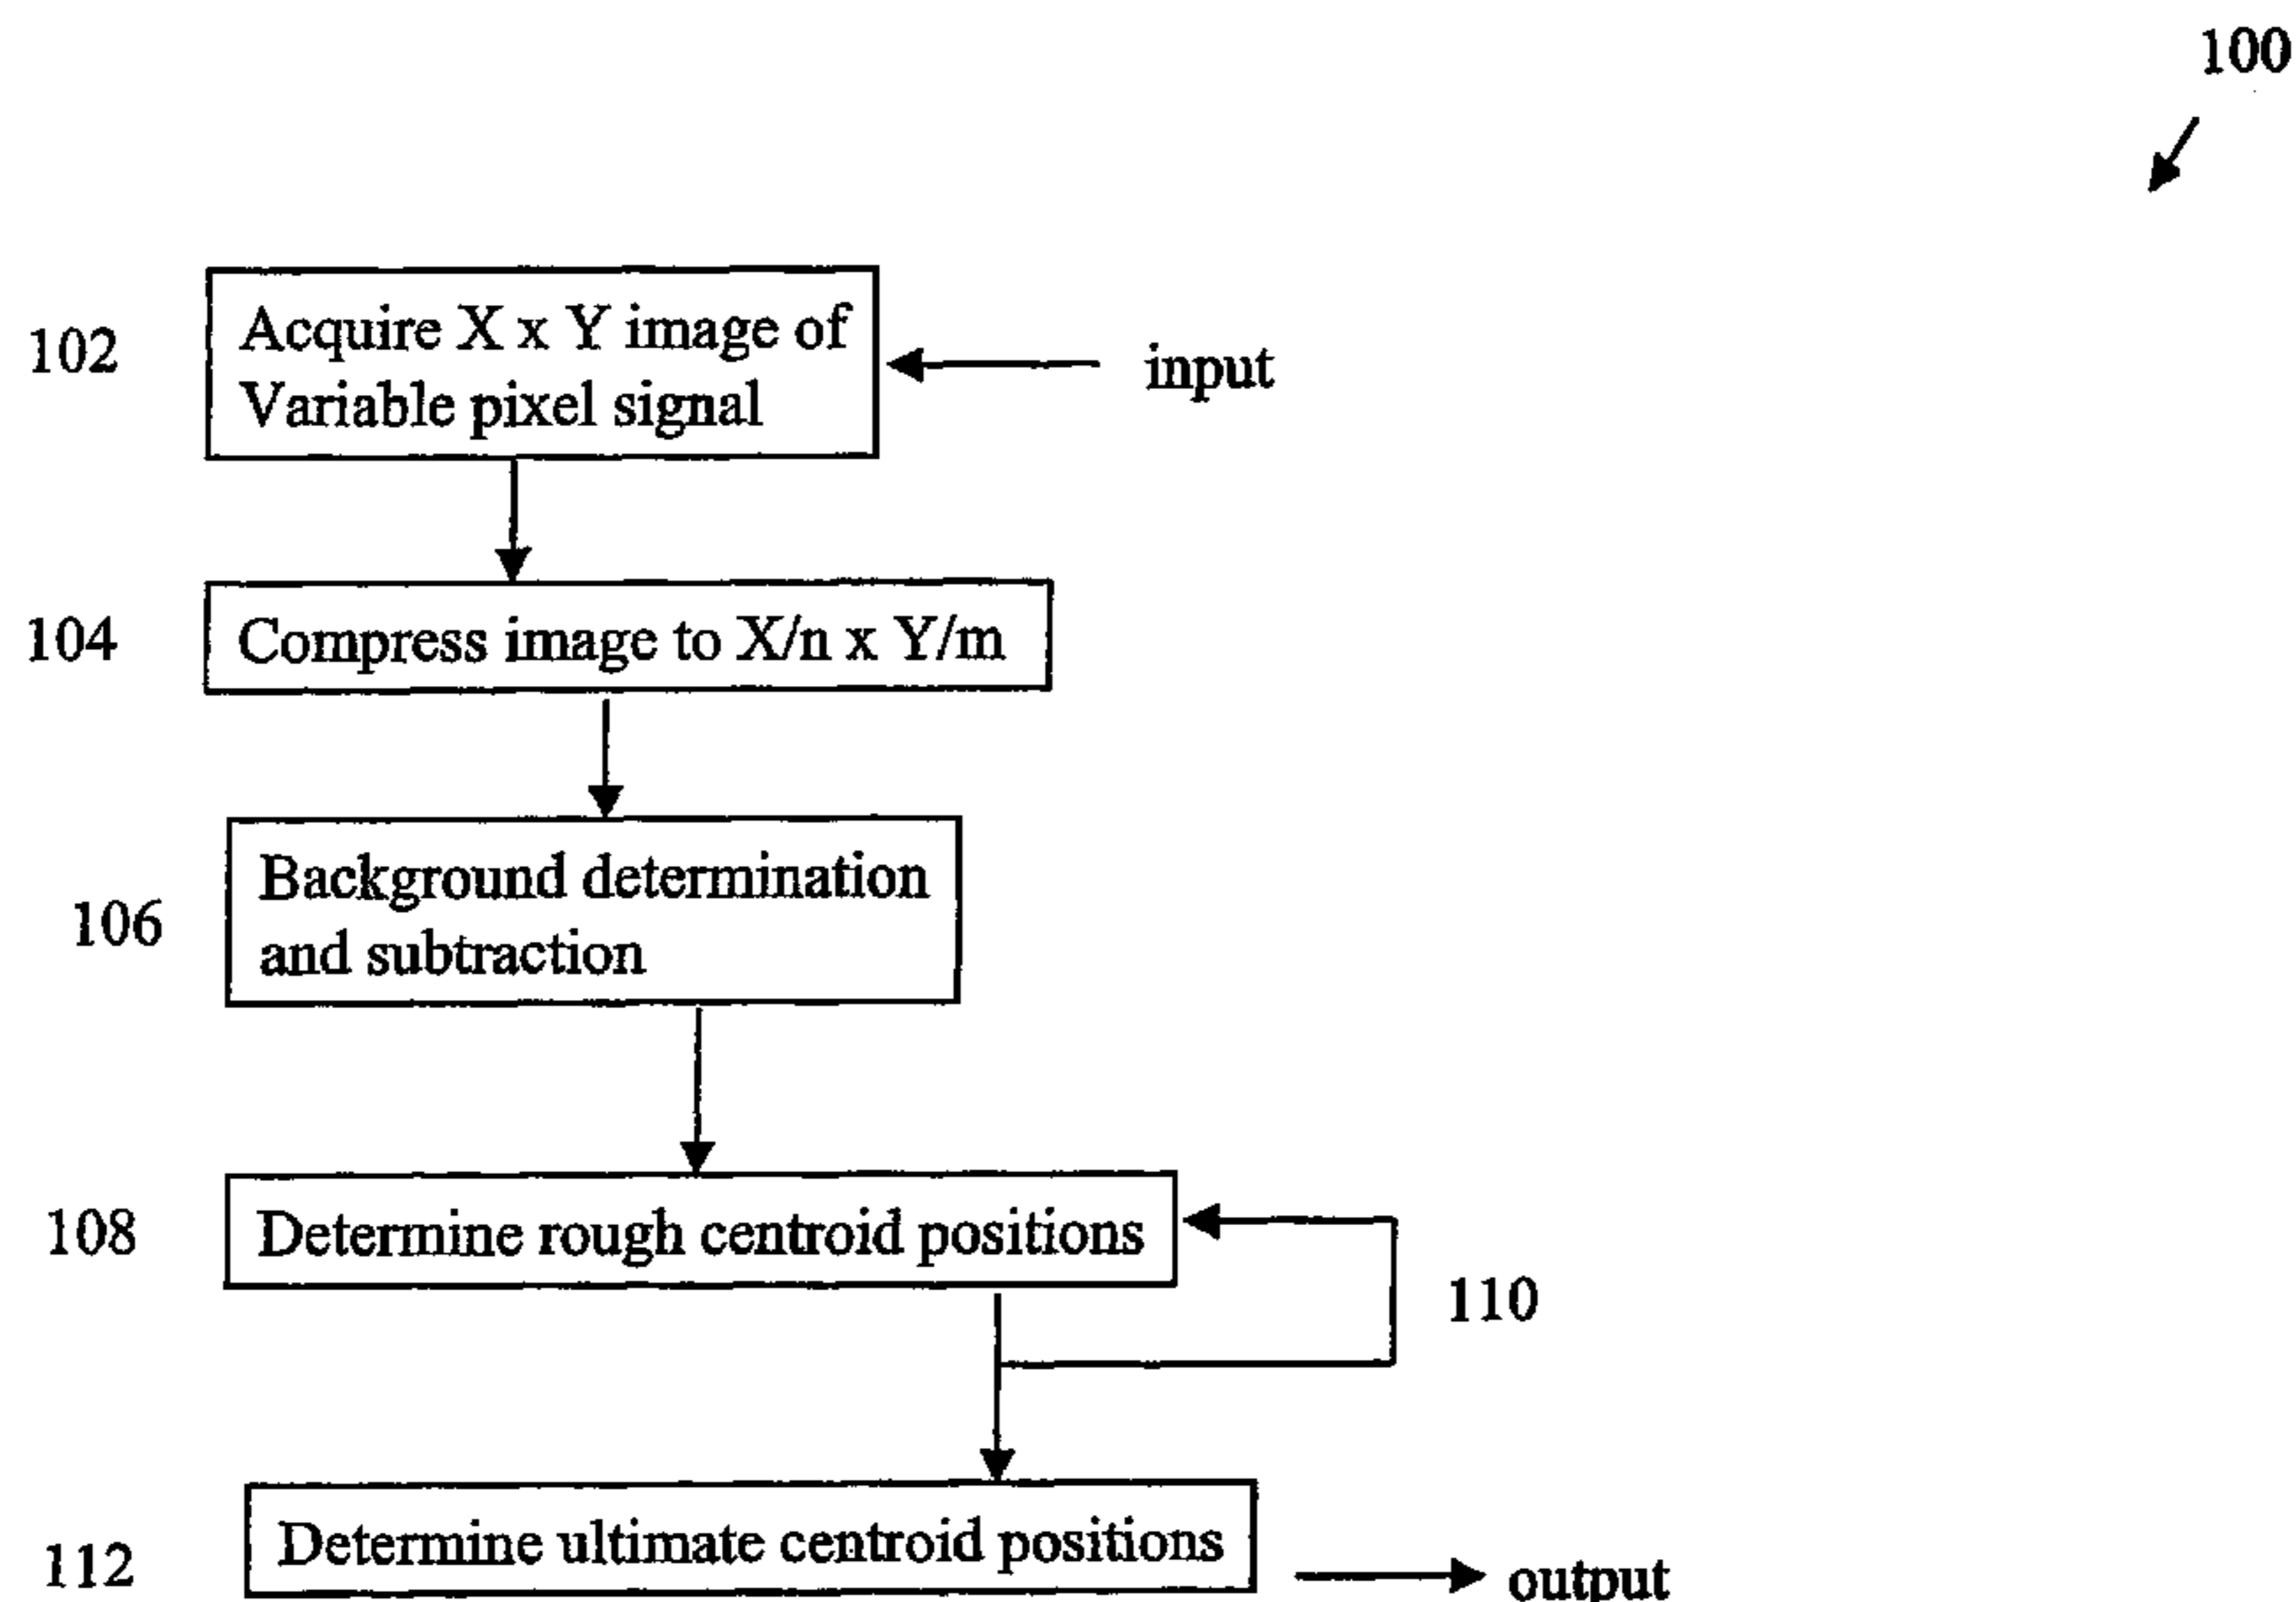 100
102
Acquire X x Y image of
Variable pixel signal
input
104
Compress image to X/n x Y/m
106
Background determination
and subtraction
108
Determine rough centroid positions
110
112
Determine ultimate centroid positions
output